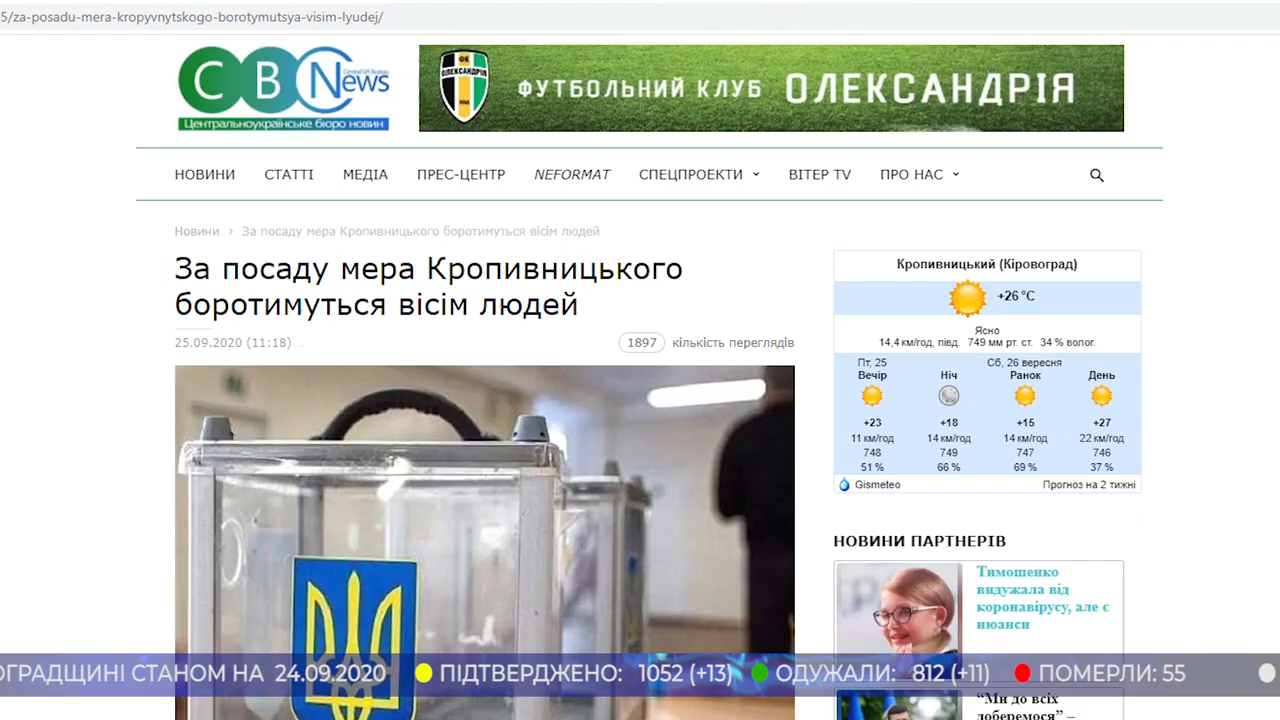 5/za-posadu-mera-kropyvnytskogo-borotymutsya-visim-lyudej/
CBN
Central UA Bureau
News
Центральноукраїнське бюро новин
ФК
ОЛЕКСАНДРІЯ
1948
ФУТБОЛЬНИЙ КЛУБ ОЛЕКСАНДРІЯ
НОВИНИ СТАТТІ МЕДІА ПРЕС-ЦЕНТР NEFORMAT СПЕЦПРОЕКТИ ВІТЕР TV ПРО НАС
Новини › За посаду мера Кропивницького боротимуться вісім людей
За посаду мера Кропивницького
боротимуться вісім людей
25.09.2020 (11:18)
1897 кількість переглядів
Кропивницький (Кіровоград)
+26 °C
Ясно
14,4 км/год, півд. 749 мм рт. ст. 34 % волог.
Пт, 25 Сб, 26 вересня
Вечір Ніч Ранок День
+23 +18 +15 +27
11 км/год 14 км/год 14 км/год 22 км/год
748 749 747 746
51 % 66 % 69 % 37 %
Gismeteo Прогноз на 2 тижні
НОВИНИ ПАРТНЕРІВ
Тимошенко
видужала від
коронавірусу, але є
нюанси
“Ми до всіх
доберемося” –
ОГРАДЩИНІ СТАНОМ НА 24.09.2020 ПІДТВЕРДЖЕНО: 1052 (+13) ОДУЖАЛИ: 812 (+11) ПОМЕРЛИ: 55